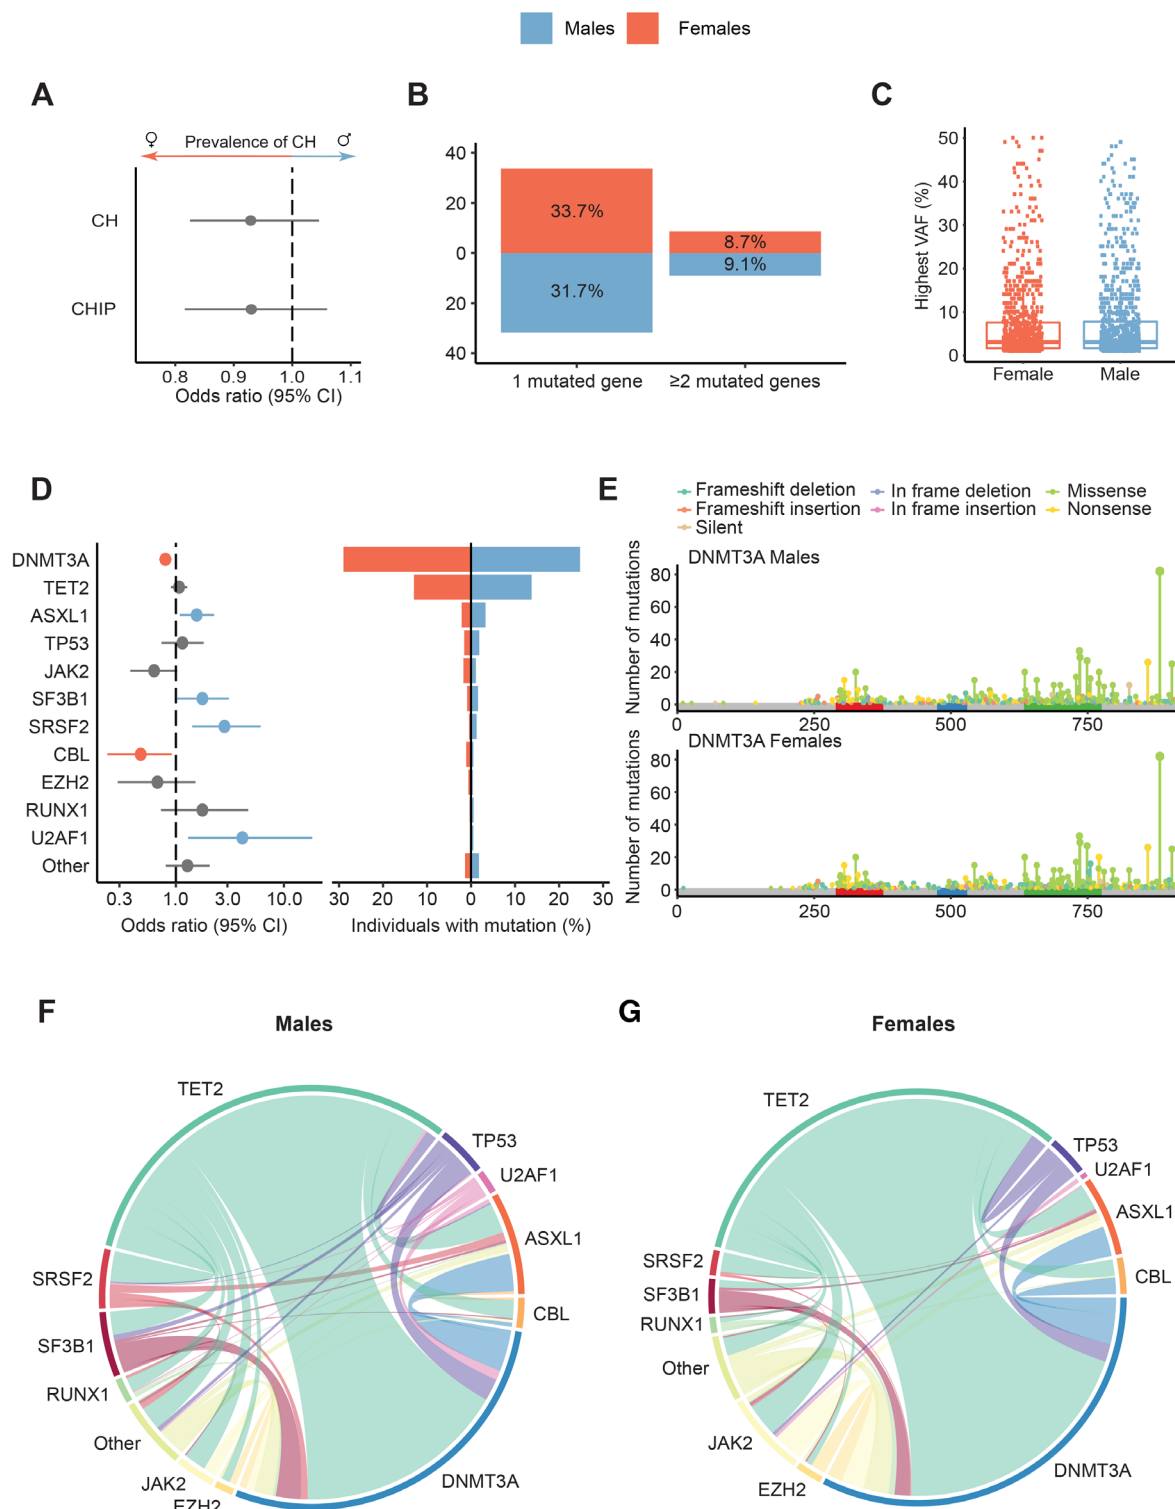 Males Females
A
♀ Prevalence of CH ♂
CH
CHIP
0.8 0.9 1.0 1.1
Odds ratio (95% CI)
B
40
20
0
20
40
33.7%
31.7%
8.7%
9.1%
1 mutated gene ≥2 mutated genes
C
Highest VAF (%)
50
40
30
20
10
0
Female Male
D
DNMT3A
TET2
ASXL1
TP53
JAK2
SF3B1
SRSF2
CBL
EZH2
RUNX1
U2AF1
Other
0.3 1.0 3.0 10.0
Odds ratio (95% CI)
30 20 10 0 10 20 30
Individuals with mutation (%)
E
Frameshift deletion In frame deletion Missense
Frameshift insertion In frame insertion Nonsense
Silent
DNMT3A Males
Number of mutations
80
60
40
20
0
0 250 500 750
DNMT3A Females
Number of mutations
80
60
40
20
0
0 250 500 750
F
Males
TET2
TP53
U2AF1
ASXL1
CBL
DNMT3A
SRSF2
SF3B1
RUNX1
Other
JAK2
EZH2
G
Females
TET2
TP53
U2AF1
ASXL1
CBL
DNMT3A
SRSF2
SF3B1
RUNX1
Other
JAK2
EZH2